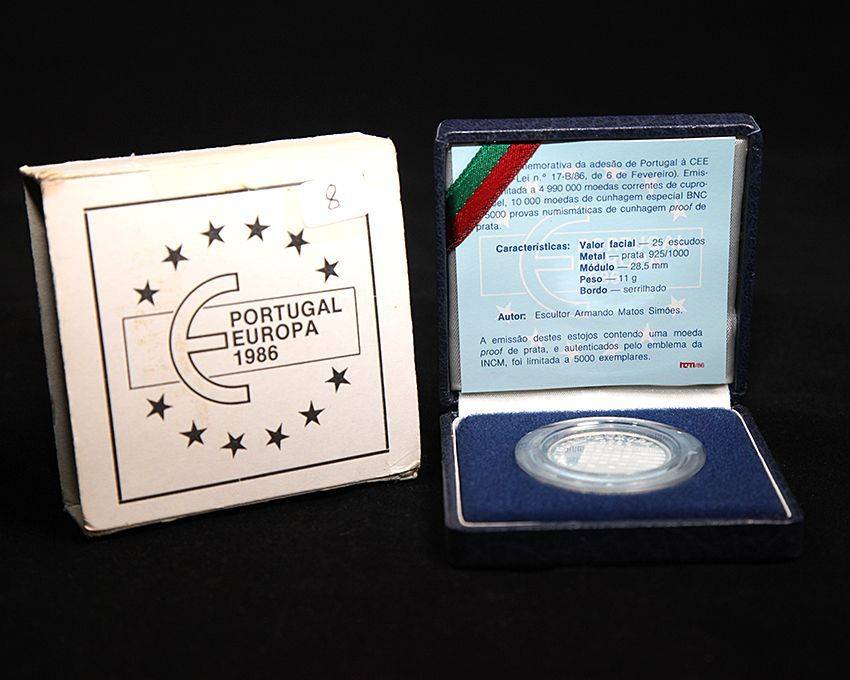 8
PORTUGAL
EUROPA
1986
memorativa da adesão de Portugal à CEE
Lei n.º 17-B/86, de 6 de Fevereiro). Emis-
itada a 4 990 000 moedas correntes de cupro-
el, 10 000 moedas de cunhagem especial BNC
5000 provas numismáticas de cunhagem proof de
prata.
Características: Valor facial — 25 escudos
Metal — prata 925/1000
Módulo — 28,5 mm
Peso — 11 g
Bordo — serrilhado
Autor: Escultor Armando Matos Simões.
A emissão destes estojos contendo uma moeda
proof de prata, e autenticados pelo emblema da
INCM, foi limitada a 5000 exemplares.